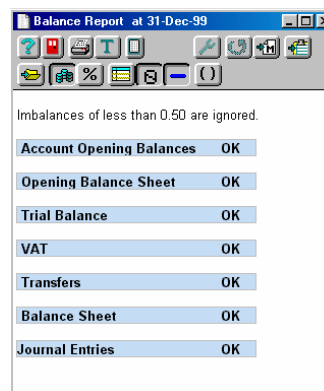 Balance Report at 31-Dec-99
Imbalances of less than 0.50 are ignored.
Account Opening Balances OK
Opening Balance Sheet OK
Trial Balance OK
VAT OK
Transfers OK
Balance Sheet OK
Journal Entries OK